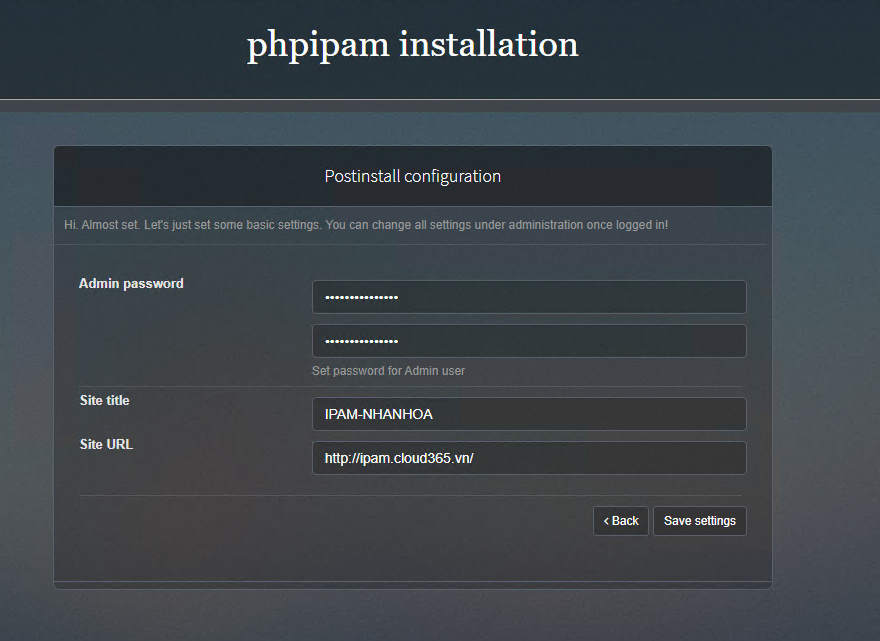 phpipam installation
Postinstall configuration
Hi. Almost set. Let's just set some basic settings. You can change all settings under administration once logged in!
Admin password
•••••••••••••••
•••••••••••••••
Set password for Admin user
Site title
IPAM-NHANHOA
Site URL
http://ipam.cloud365.vn/
‹ Back
Save settings